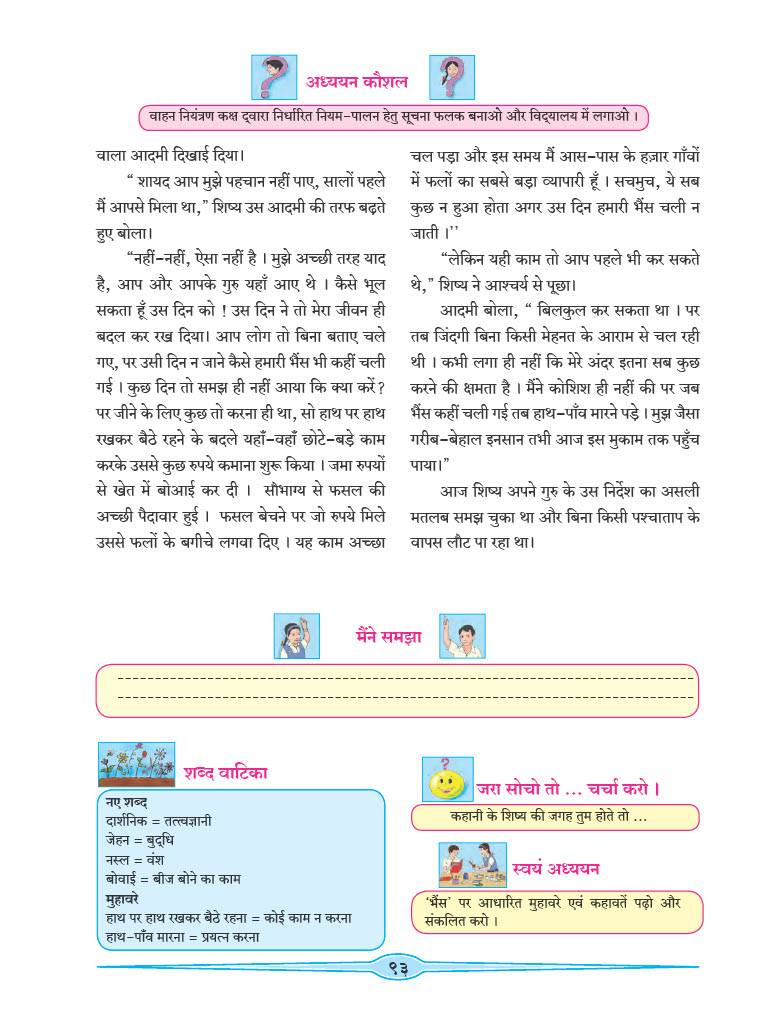 अध्ययन कौशल
वाहन नियंत्रण कक्ष द्वारा निर्धारित नियम-पालन हेतु सूचना फलक बनाओ और विद्यालय में लगाओ ।
वाला आदमी दिखाई दिया।
“ शायद आप मुझे पहचान नहीं पाए, सालों पहले
मैं आपसे मिला था,” शिष्य उस आदमी की तरफ बढ़ते
हुए बोला।
“नहीं-नहीं, ऐसा नहीं है । मुझे अच्छी तरह याद
है, आप और आपके गुरु यहाँ आए थे । कैसे भूल
सकता हूँ उस दिन को ! उस दिन ने तो मेरा जीवन ही
बदल कर रख दिया। आप लोग तो बिना बताए चले
गए, पर उसी दिन न जाने कैसे हमारी भैंस भी कहीं चली
गई । कुछ दिन तो समझ ही नहीं आया कि क्या करें?
पर जीने के लिए कुछ तो करना ही था, सो हाथ पर हाथ
रखकर बैठे रहने के बदले यहाँ-वहाँ छोटे-बड़े काम
करके उससे कुछ रुपये कमाना शुरू किया । जमा रुपयों
से खेत में बोआई कर दी । सौभाग्य से फसल की
अच्छी पैदावार हुई । फसल बेचने पर जो रुपये मिले
उससे फलों के बगीचे लगवा दिए । यह काम अच्छा
चल पड़ा और इस समय मैं आस-पास के हज़ार गाँवों
में फलों का सबसे बड़ा व्यापारी हूँ । सचमुच, ये सब
कुछ न हुआ होता अगर उस दिन हमारी भैंस चली न
जाती ।’’
“लेकिन यही काम तो आप पहले भी कर सकते
थे,” शिष्य ने आश्चर्य से पूछा।
आदमी बोला, “ बिलकुल कर सकता था । पर
तब जिंदगी बिना किसी मेहनत के आराम से चल रही
थी । कभी लगा ही नहीं कि मेरे अंदर इतना सब कुछ
करने की क्षमता है । मैंने कोशिश ही नहीं की पर जब
भैंस कहीं चली गई तब हाथ-पाँव मारने पड़े । मुझ जैसा
गरीब-बेहाल इनसान तभी आज इस मुकाम तक पहुँच
पाया।”
आज शिष्य अपने गुरु के उस निर्देश का असली
मतलब समझ चुका था और बिना किसी पश्चाताप के
वापस लौट पा रहा था।
मैंने समझा
शब्द वाटिका
नए शब्द
दार्शनिक = तत्त्वज्ञानी
जेहन = बुद्धि
नस्ल = वंश
बोवाई = बीज बोने का काम
मुहावरे
हाथ पर हाथ रखकर बैठे रहना = कोई काम न करना
हाथ-पाँव मारना = प्रयत्न करना
जरा सोचो तो ... चर्चा करो ।
कहानी के शिष्य की जगह तुम होते तो ...
स्वयं अध्ययन
‘भैंस’ पर आधारित मुहावरे एवं कहावतें पढ़ो और
संकलित करो ।
९३